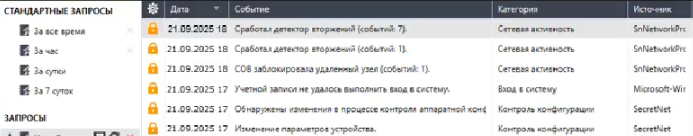 СТАНДАРТНЫЕ ЗАПРОСЫ
За все время
За час
За сутки
За 7 суток
ЗАПРОСЫ
Дата Событие Категория Источник
21.09.2025 18 Сработал детектор вторжений (событий: 7). Сетевая активность SnNetworkPro
21.09.2025 18 Сработал детектор вторжений (событий: 1). Сетевая активность SnNetworkPro
21.09.2025 18 СОВ заблокировала удаленный узел (событий: 1). Сетевая активность SnNetworkPro
21.09.2025 17 Учетной записи не удалось выполнить вход в систему. Вход в систему Microsoft-Wir
21.09.2025 17 Обнаружены изменения в процессе контроля аппаратной конф Контроль конфигурации SecretNet
21.09.2025 17 Изменение параметров устройства. Контроль конфигурации SecretNet